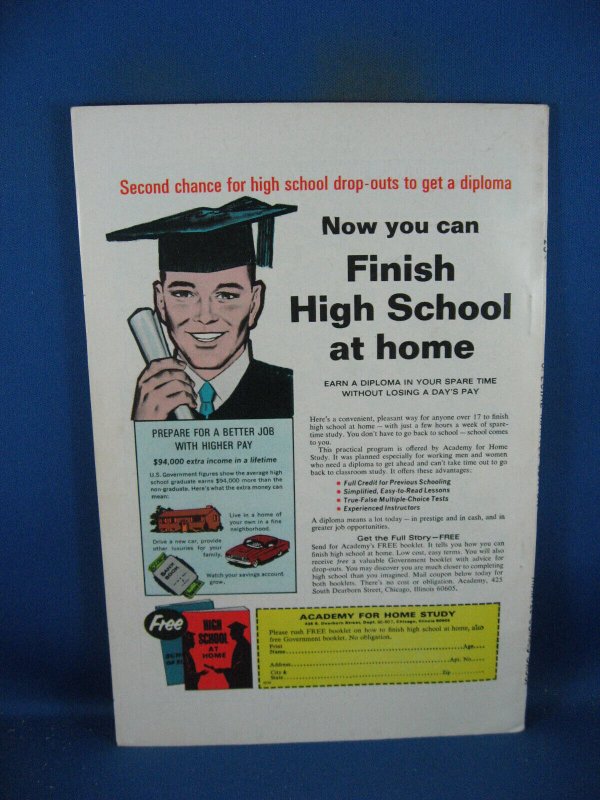 Second chance for high school drop-outs to get a diploma
Now you can
Finish
High School
at home
EARN A DIPLOMA IN YOUR SPARE TIME
WITHOUT LOSING A DAY'S PAY
Here's a convenient, pleasant way for anyone over 17 to finish
high school at home — with just a few hours a week of spare-
time study. You don't have to go back to school — school comes
to you.
This practical program is offered by Academy for Home
Study. It was planned especially for working men and women
who need a diploma to get ahead and can't take time out to go
back to classroom study. It offers these advantages:
Full Credit for Previous Schooling
Simplified, Easy-to-Read Lessons
True-False Multiple-Choice Tests
Experienced Instructors
A diploma means a lot today — in prestige and in cash, and in
greater job opportunities.
Get the Full Story—FREE
Send for Academy's FREE booklet. It tells you how you can
finish high school at home. Low cost, easy terms. You will also
receive free a valuable Government booklet with advice for
drop-outs. You may discover you are much closer to completing
high school than you imagined. Mail coupon below today for
both booklets. There's no cost or obligation. Academy, 425
South Dearborn Street, Chicago, Illinois 60605.
PREPARE FOR A BETTER JOB
WITH HIGHER PAY
$94,000 extra income in a lifetime
U.S. Government figures show the average high
school graduate earns $94,000 more than the
non-graduate. Here's what the extra money can
mean:
Live in a home of
your own in a fine
neighborhood.
Drive a new car, provide
other luxuries for your
family.
BANK
BOOK
Watch your savings account
grow.
Free
HIGH
SCHOOL
AT
HOME
ACADEMY FOR HOME STUDY
Chicago, Illinois 60605
Please rush FREE booklet on how to finish high school at home, also
free Government booklet. No obligation.
Print
Name Age
Address Apt. No.
City &
State Zip